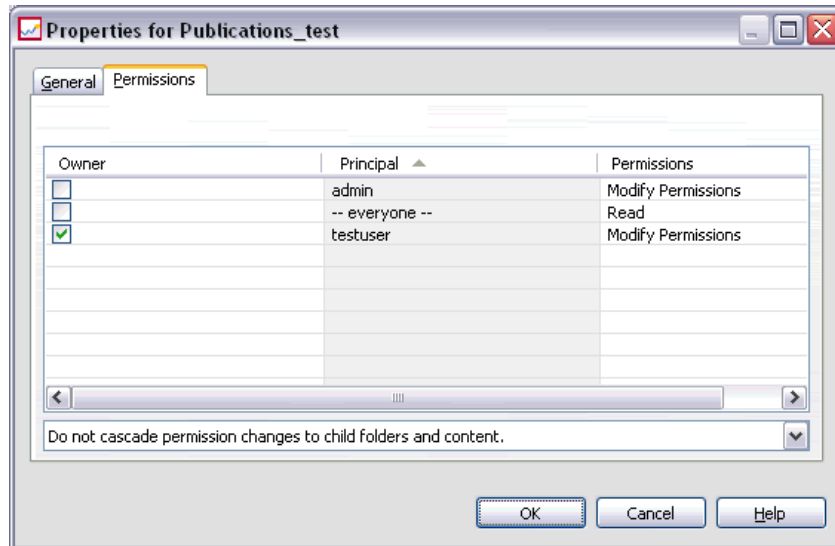 Properties for Publications_test
General Permissions
Owner Principal Permissions
admin Modify Permissions
-- everyone -- Read
testuser Modify Permissions
Do not cascade permission changes to child folders and content.
OK Cancel Help